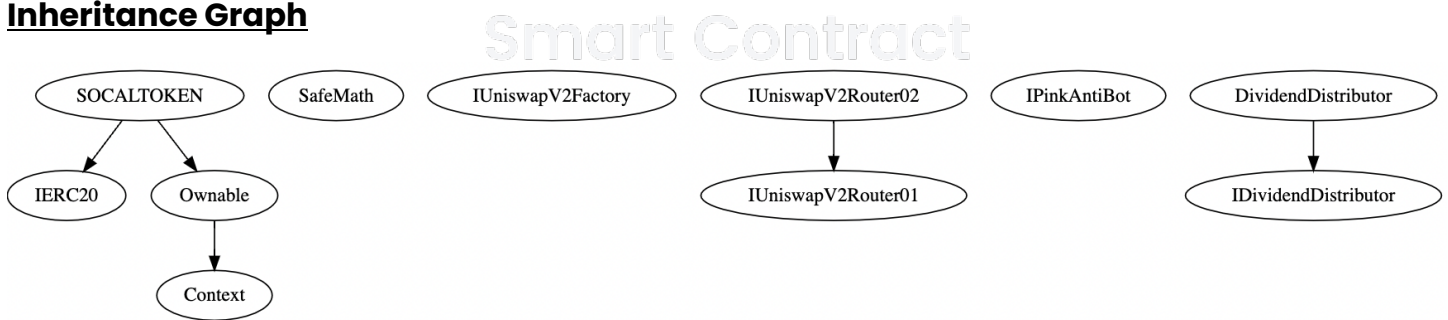 Inheritance Graph
Smart Contract
SOCALTOKEN
SafeMath
IUniswapV2Factory
IUniswapV2Router02
IPinkAntiBot
DividendDistributor
IERC20
Ownable
IUniswapV2Router01
IDividendDistributor
Context